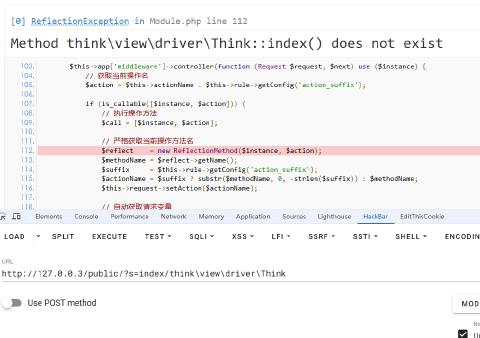 [0] ReflectionException in Module.php line 112
Method think\view\driver\Think::index() does not exist
103. $this->app['middleware']->controller(function (Request $request, $next) use ($instance) {
104. // 获取当前操作名
105. $action = $this->actionName . $this->rule->getConfig('action_suffix');
106.
107. if (is_callable([$instance, $action])) {
108. // 执行操作方法
109. $call = [$instance, $action];
110.
111. // 严格获取当前操作方法名
112. $reflect = new ReflectionMethod($instance, $action);
113. $methodName = $reflect->getName();
114. $suffix = $this->rule->getConfig('action_suffix');
115. $actionName = $suffix ? substr($methodName, 0, -strlen($suffix)) : $methodName;
116. $this->request->setAction($actionName);
117.
118. // 自动获取请求变量
Elements Console Performance Network Memory Application Sources Lighthouse HackBar EditThisCookie
LOAD SPLIT EXECUTE TEST SQLI XSS LFI SSRF SSTI SHELL ENCODIN
URL
http://127.0.0.3/public/?s=index/think\view\driver\Think
Use POST method
MOD